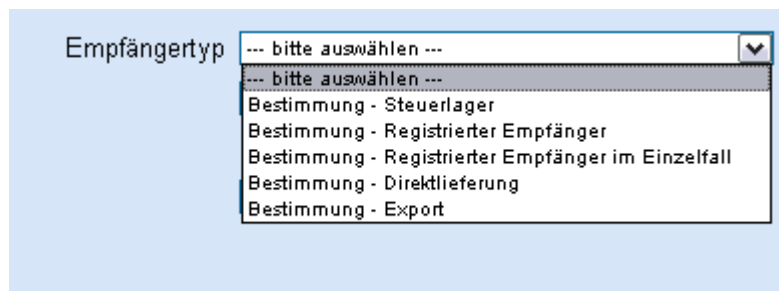 Empfängertyp --- bitte auswählen ---
--- bitte auswählen ---
Bestimmung - Steuerlager
Bestimmung - Registrierter Empfänger
Bestimmung - Registrierter Empfänger im Einzelfall
Bestimmung - Direktlieferung
Bestimmung - Export